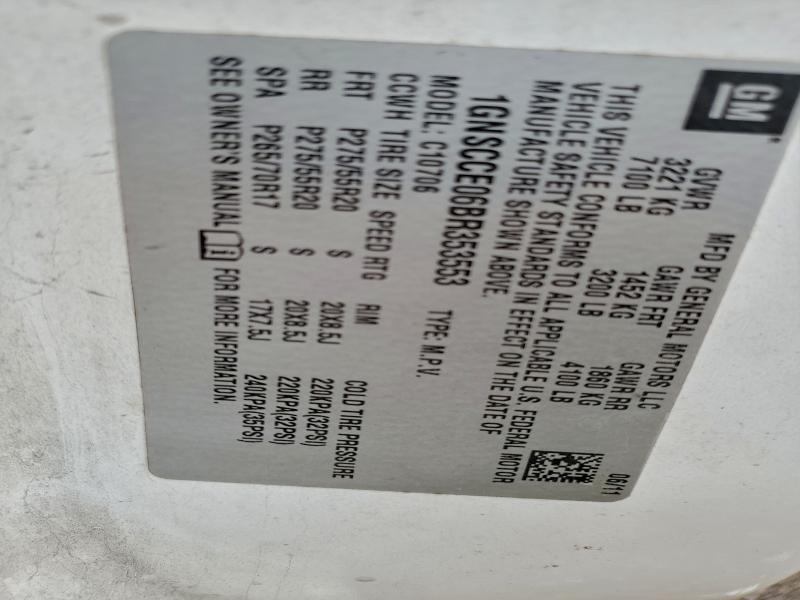 GM
MFD BY GENERAL MOTORS LLC 06/11
GVWR GAWR FRT GAWR RR
3221 KG 1452 KG 1860 KG
7100 LB 3200 LB 4100 LB
THIS VEHICLE CONFORMS TO ALL APPLICABLE U.S. FEDERAL MOTOR
VEHICLE SAFETY STANDARDS IN EFFECT ON THE DATE OF
MANUFACTURE SHOWN ABOVE.
1GNSCCE06BR353553 TYPE: M.P.V.
MODEL: C10706
CCWH TIRE SIZE SPEED RTG RIM COLD TIRE PRESSURE
FRT P275/55R20 S 20X8.5J 220KPA(32PSI)
RR P275/55R20 S 20X8.5J 220KPA(32PSI)
SPA P265/70R17 S 17X7.5J 240KPA(35PSI)
SEE OWNER'S MANUAL FOR MORE INFORMATION.